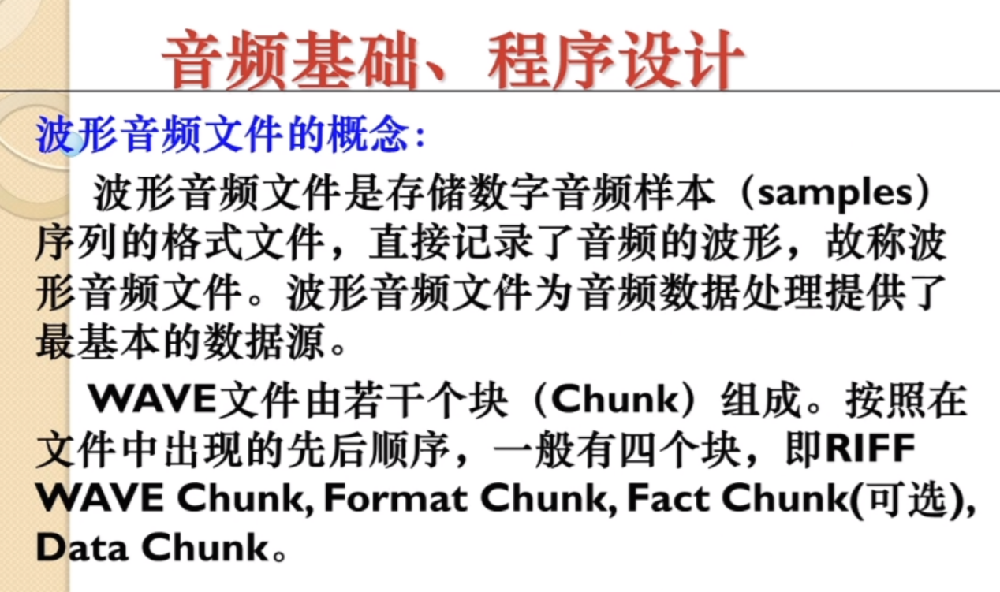 音频基础、程序设计
波形音频文件的概念:
波形音频文件是存储数字音频样本（samples）
序列的格式文件，直接记录了音频的波形，故称波
形音频文件。波形音频文件为音频数据处理提供了
最基本的数据源。
WAVE文件由若干个块（Chunk）组成。按照在
文件中出现的先后顺序，一般有四个块，即RIFF
WAVE Chunk, Format Chunk, Fact Chunk(可选),
Data Chunk。